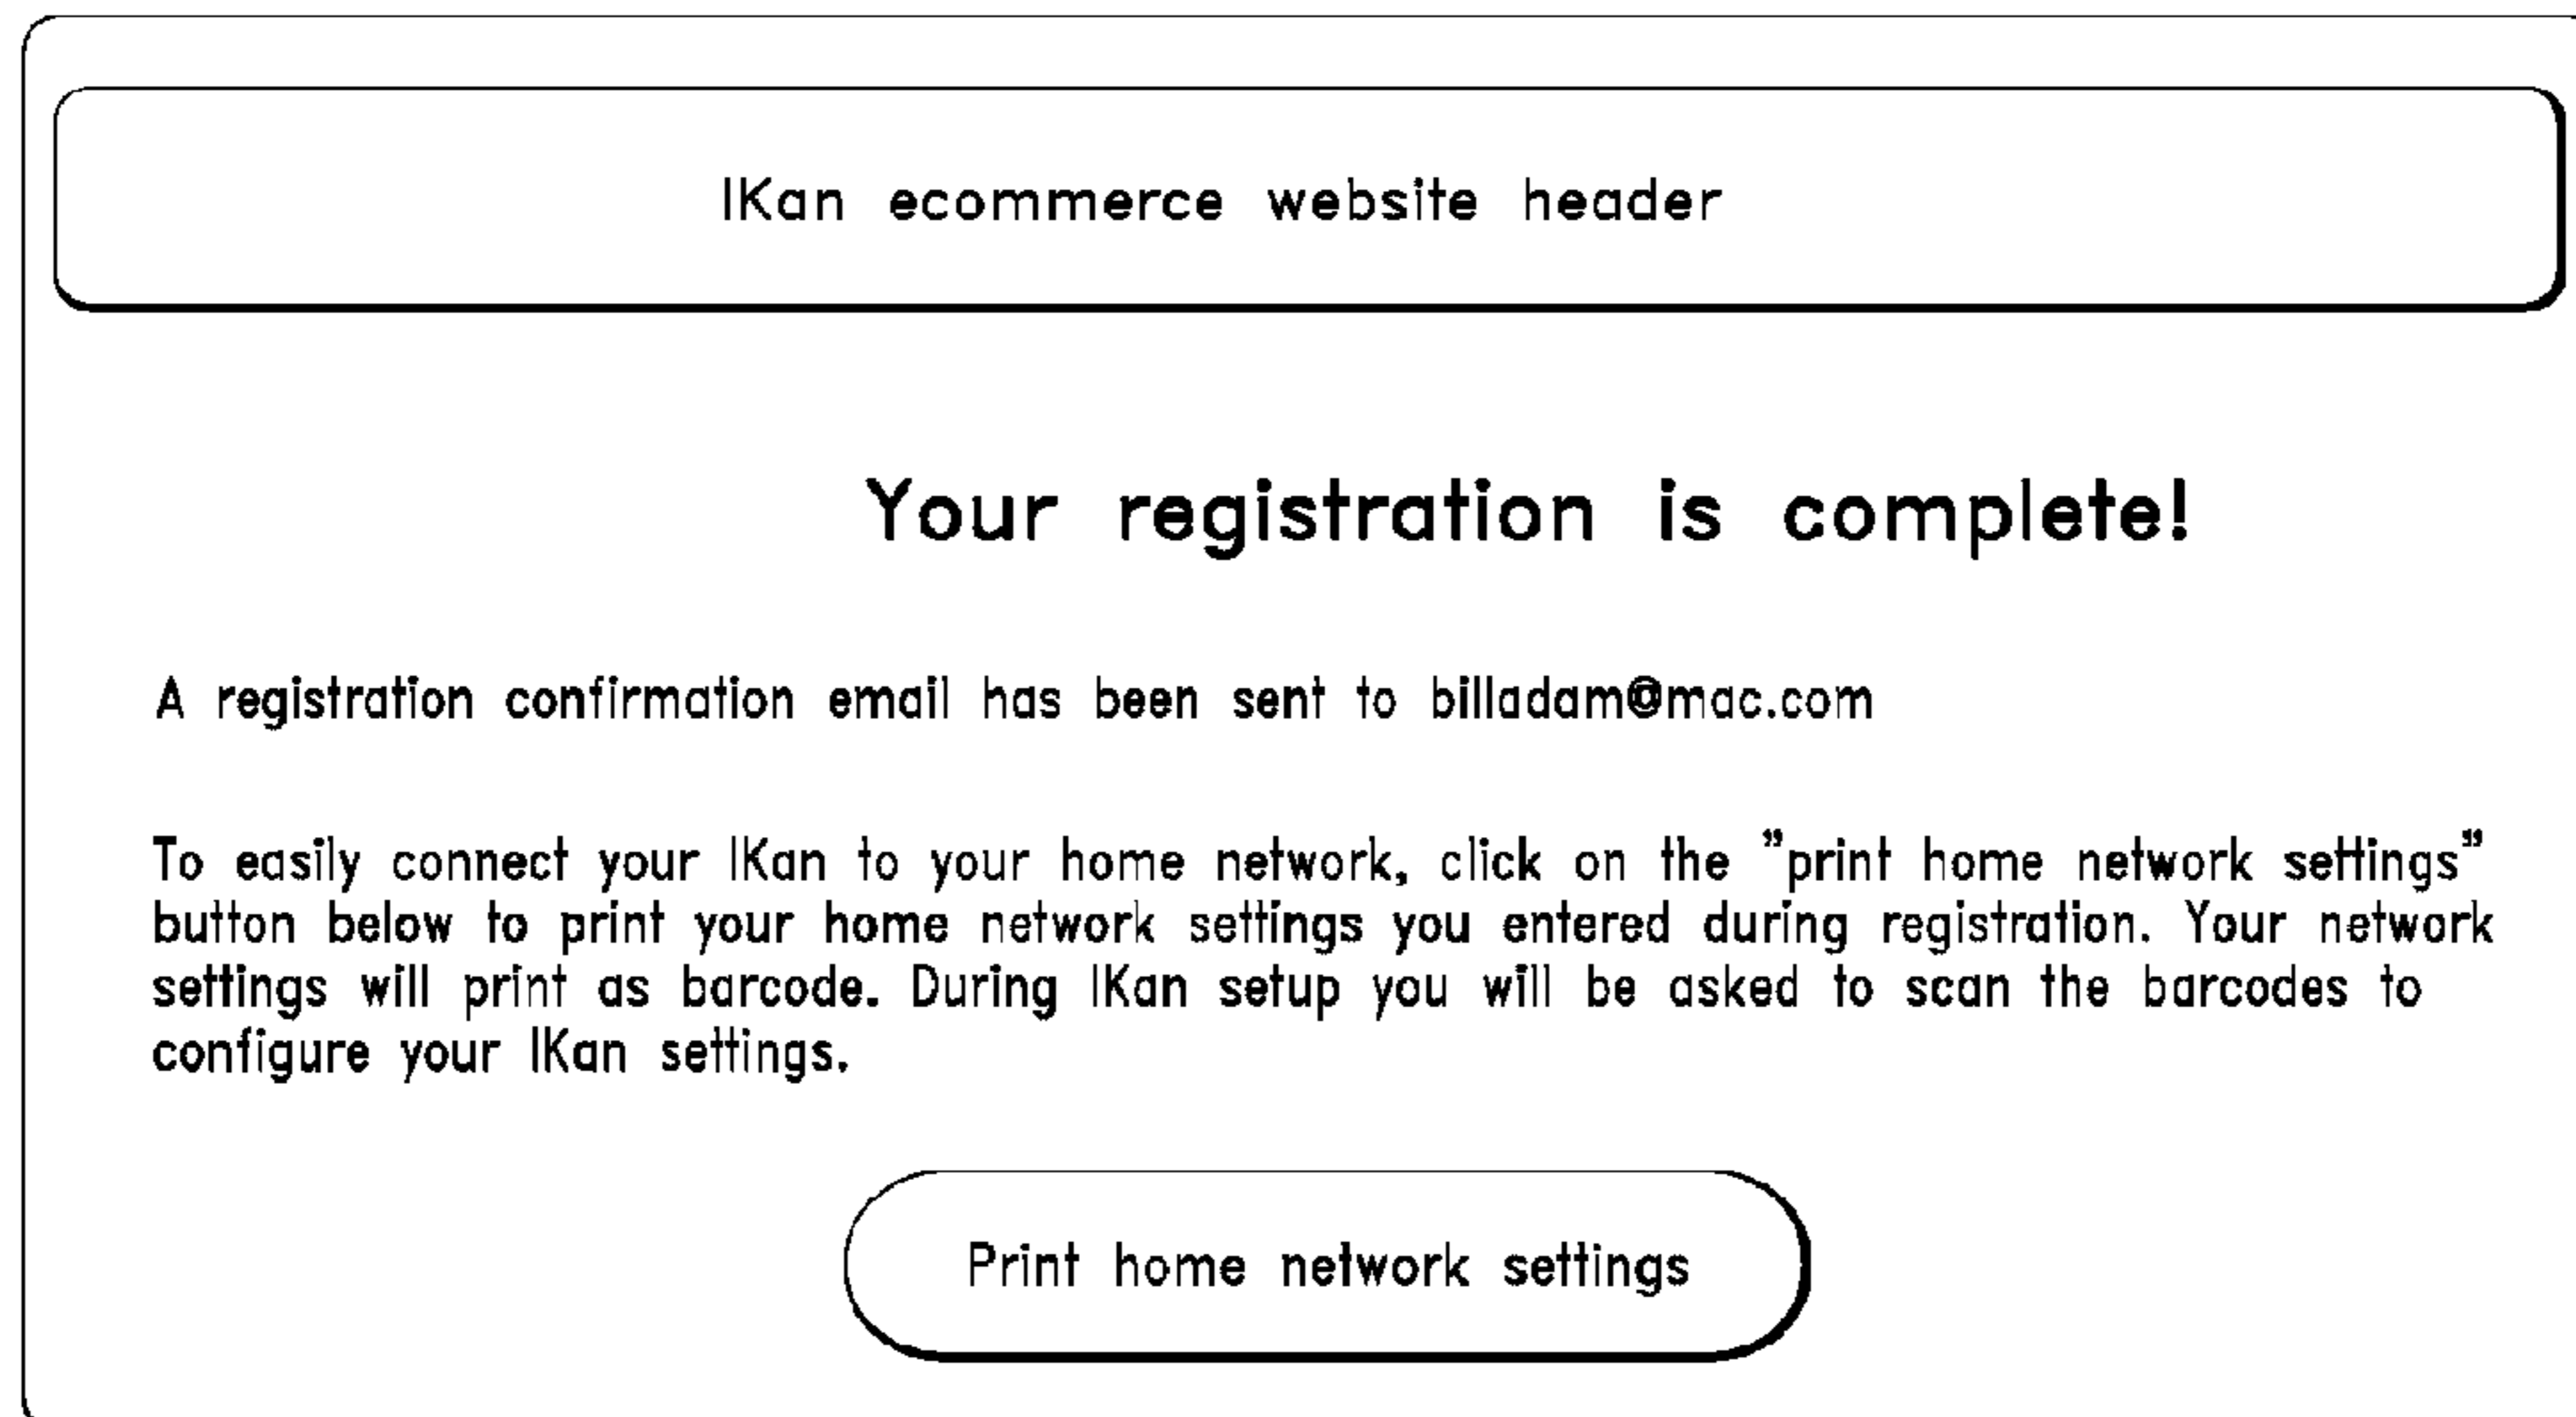 IKan ecommerce website header
Your registration is complete!
A registration confirmation email has been sent to billadam@mac.com
To easily connect your IKan to your home network, click on the "print home network settings"
button below to print your home network settings you entered during registration. Your network
settings will print as barcode. During IKan setup you will be asked to scan the barcodes to
configure your IKan settings.
Print home network settings